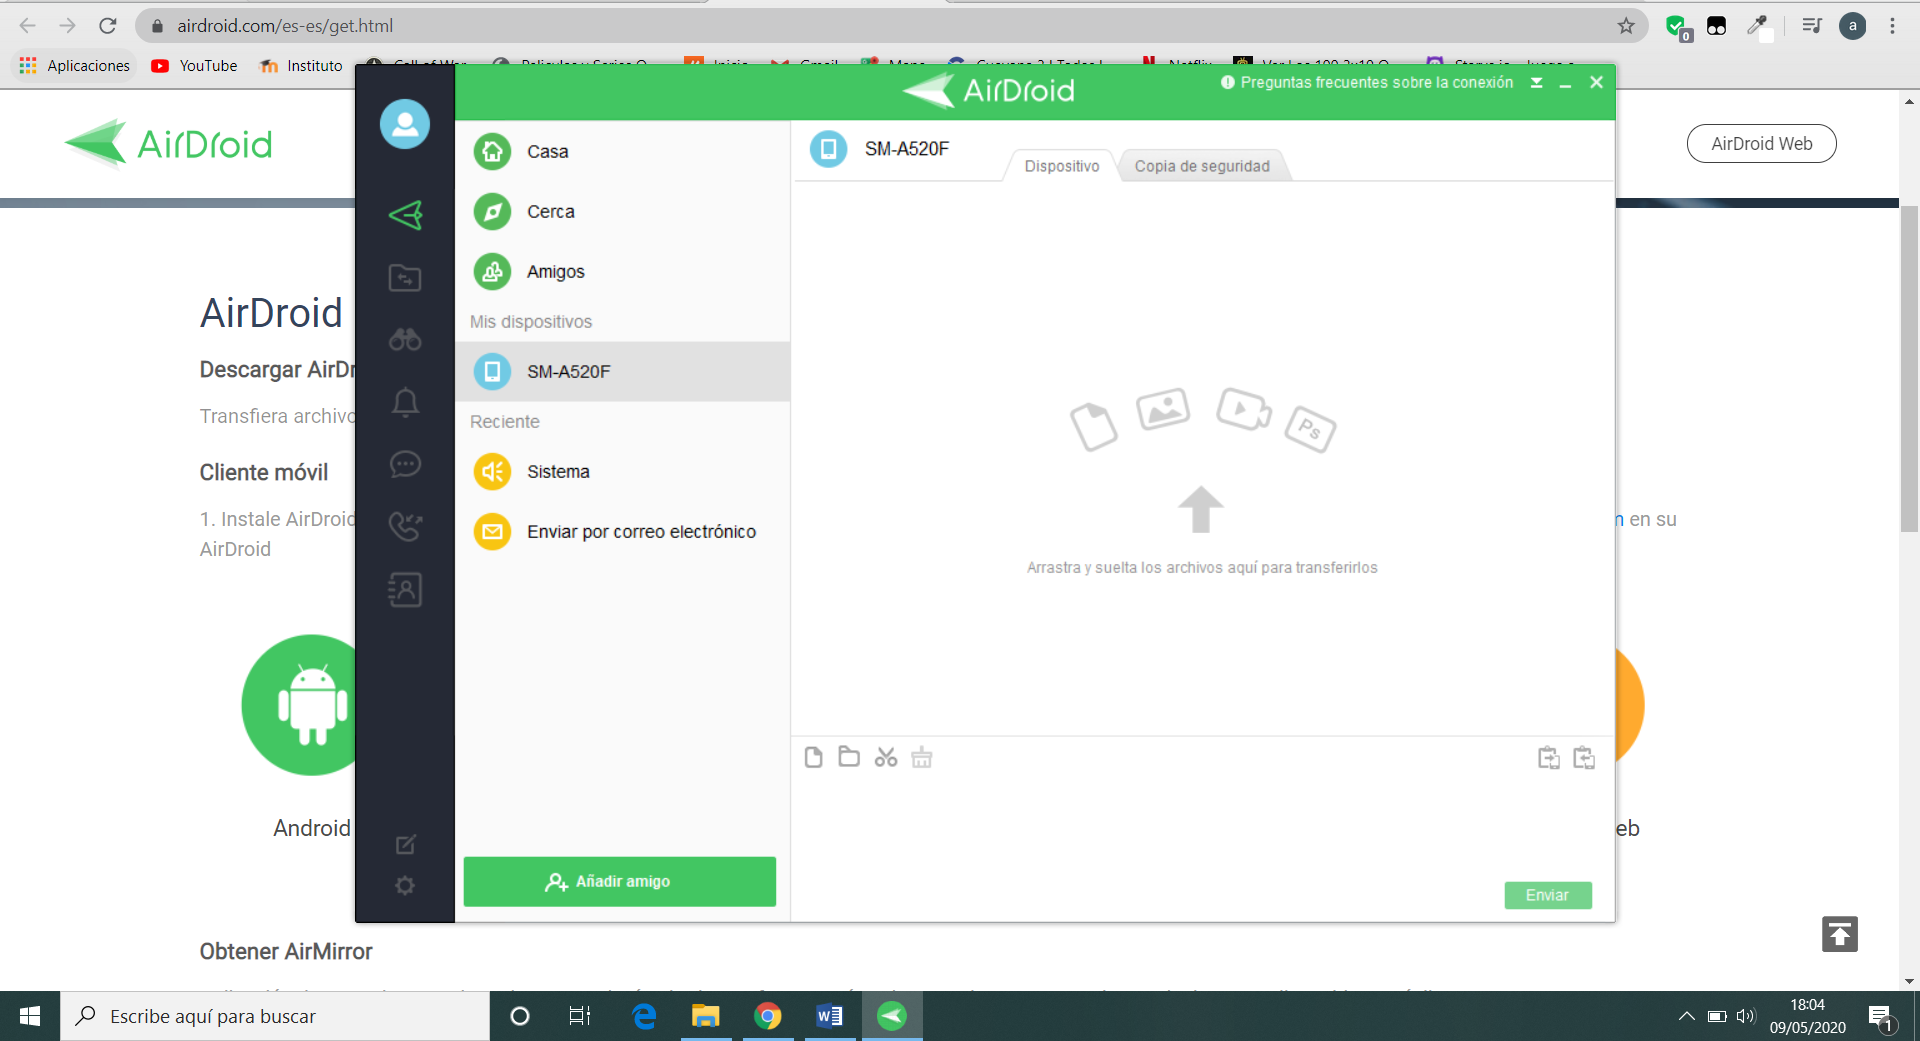 airdroid.com/es-es/get.html
0
a
Aplicaciones
YouTube
Instituto
AirDroid
Preguntas frecuentes sobre la conexión
AirDroid
AirDroid Web
Casa
SM-A520F
Dispositivo
Copia de seguridad
Cerca
Amigos
Mis dispositivos
AirDroid
SM-A520F
Descargar AirDr
Transfiera archivo
Reciente
Cliente móvil
Sistema
Ps
1. Instale AirDroid
en su
AirDroid
Enviar por correo electrónico
Arrastra y suelta los archivos aquí para transferirlos
Android
eb
Añadir amigo
Enviar
Obtener AirMirror
Escribe aquí para buscar
18:04
09/05/2020
1